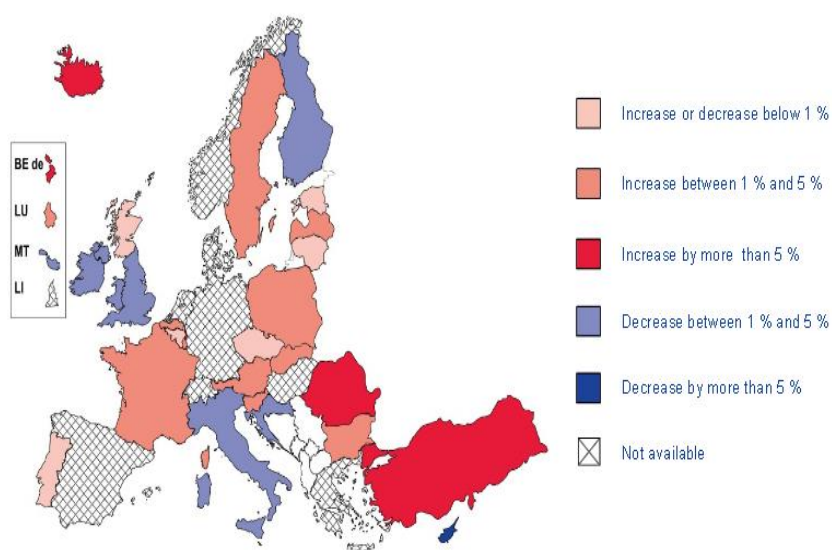 BE de
LU
MT
LI
Increase or decrease below 1 %
Increase between 1 % and 5 %
Increase by more than 5 %
Decrease between 1 % and 5 %
Decrease by more than 5 %
Not available